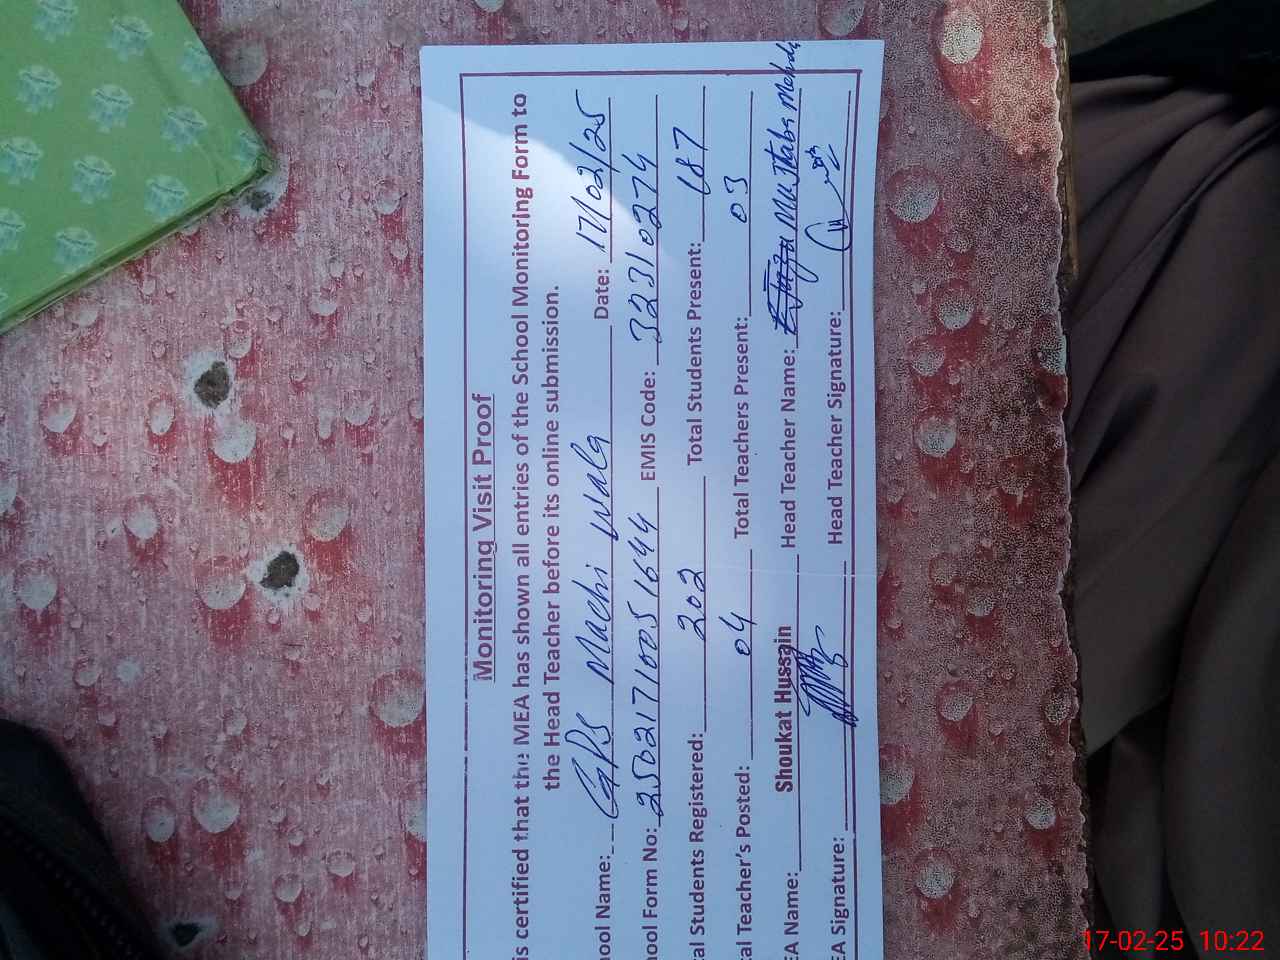 Monitoring Visit Proof
is certified that the MEA has shown all entries of the School Monitoring Form to
the Head Teacher before its online submission.
hool Name: GPS Machi Wala Date: 17/02/25
hool Form No: 25021710051644 EMIS Code: 32310274
al Students Registered: 202 Total Students Present: 187
al Teacher's Posted: 04 Total Teachers Present: 03
EA Name: Shoukat Hussain Head Teacher Name: Mujtaba Mehdi
EA Signature: Head Teacher Signature:
17-02-25 10:22